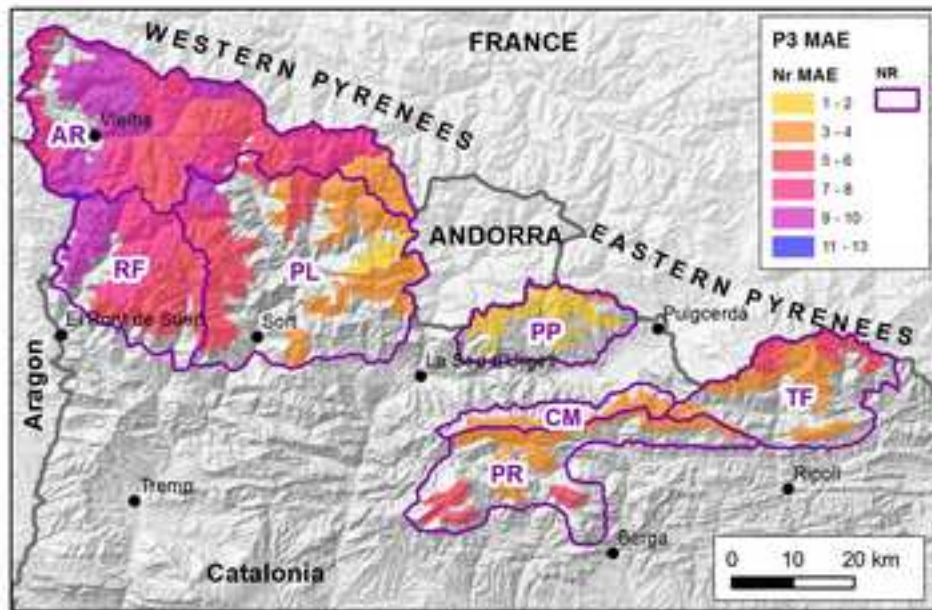 WESTERN PYRENEES
FRANCE
P3 MAE
Nr MAE
NR
1 - 2
3 - 4
5 - 6
7 - 8
9 - 10
11 - 13
AR
Vielha
ANDORRA
EASTERN PYRENEES
RF
PL
El Pont de Suert
Sort
PP
Puigcerda
La Seu d'Urgell
Aragon
TF
CM
PR
Tremp
Ripoll
Berga
Catalonia
0 10 20 km